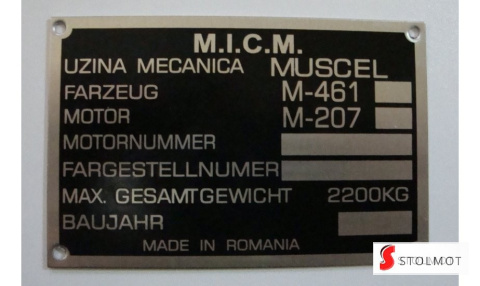 M.I.C.M.
UZINA MECANICA MUSCEL
FARZEUG M-461
MOTOR M-207
MOTORNUMMER
FARGESTELLNUMER
MAX. GESAMTGEWICHT 2200KG
BAUJAHR
MADE IN ROMANIA
STOLMOT